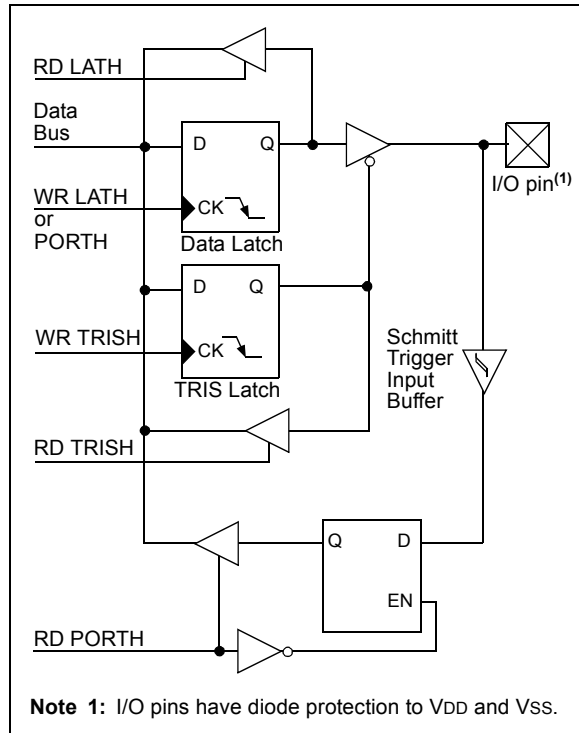 RD LATH
Data
Bus
D Q
I/O pin(1)
WR LATH
or
PORTH
CK
Data Latch
D Q
WR TRISH
CK
TRIS Latch
Schmitt
Trigger
Input
Buffer
RD TRISH
Q D
EN
RD PORTH
Note 1: I/O pins have diode protection to VDD and VSS.